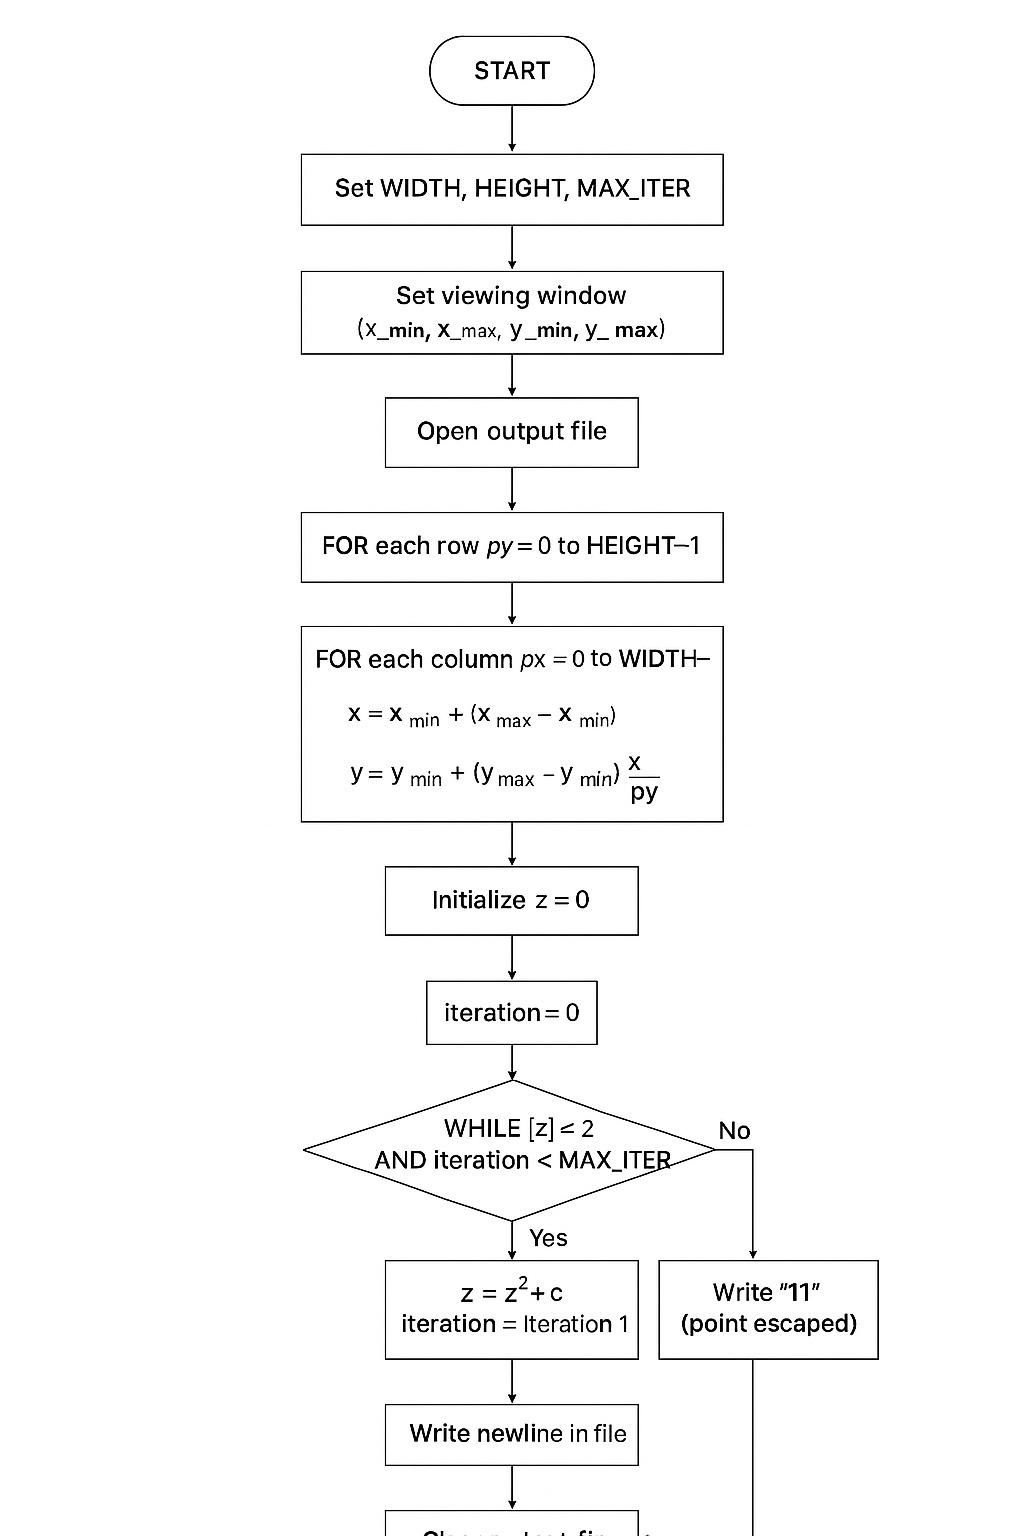 START
Set WIDTH, HEIGHT, MAX_ITER
Set viewing window
(x_min, x_max, y_min, y_ max)
Open output file
FOR each row py = 0 to HEIGHT–1
FOR each column px = 0 to WIDTH–
x = x min + (x max – x min)
y = y min + (y max – y min) x/py
Initialize z = 0
iteration = 0
WHILE [z] ≤ 2
AND iteration < MAX_ITER
No
Yes
z = z² + c
iteration = Iteration 1
Write "11"
(point escaped)
Write newline in file